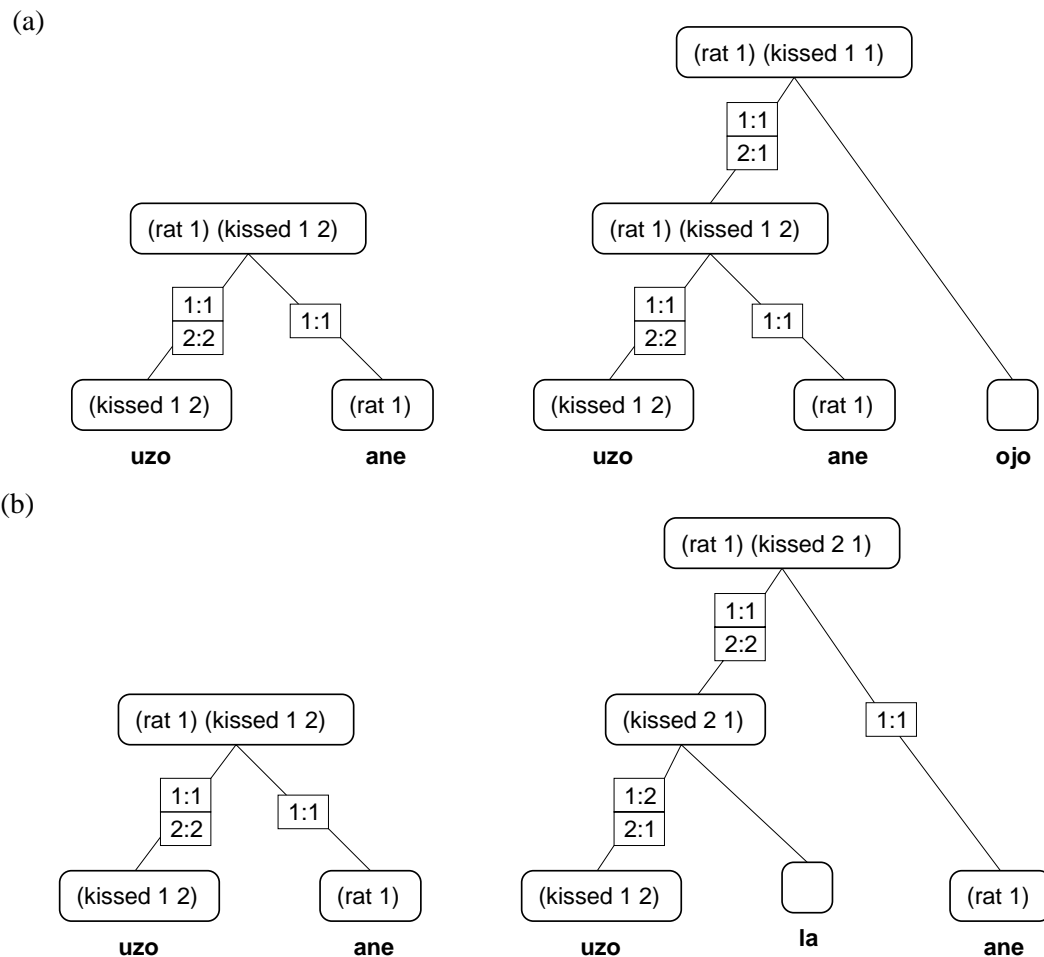 (a)
(rat 1) (kissed 1 1)
1:1
2:1
(rat 1) (kissed 1 2)
(rat 1) (kissed 1 2)
1:1
2:2
1:1
1:1
2:2
1:1
(kissed 1 2)
(rat 1)
(kissed 1 2)
(rat 1)
uzo
ane
uzo
ane
ojo
(b)
(rat 1) (kissed 2 1)
1:1
2:2
(rat 1) (kissed 1 2)
(kissed 2 1)
1:1
1:1
2:2
1:1
1:2
2:1
(kissed 1 2)
(rat 1)
(kissed 1 2)
(rat 1)
uzo
ane
uzo
la
ane